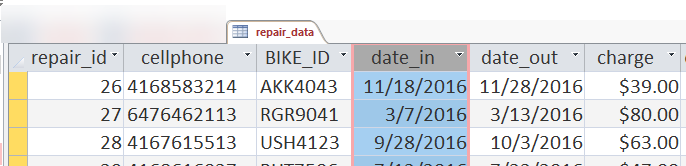 repair_data
repair_id cellphone BIKE_ID date_in date_out charge
26 4168583214 AKK4043 11/18/2016 11/28/2016 $39.00
27 6476462113 RGR9041 3/7/2016 3/13/2016 $80.00
28 4167615513 USH4123 9/28/2016 10/3/2016 $63.00